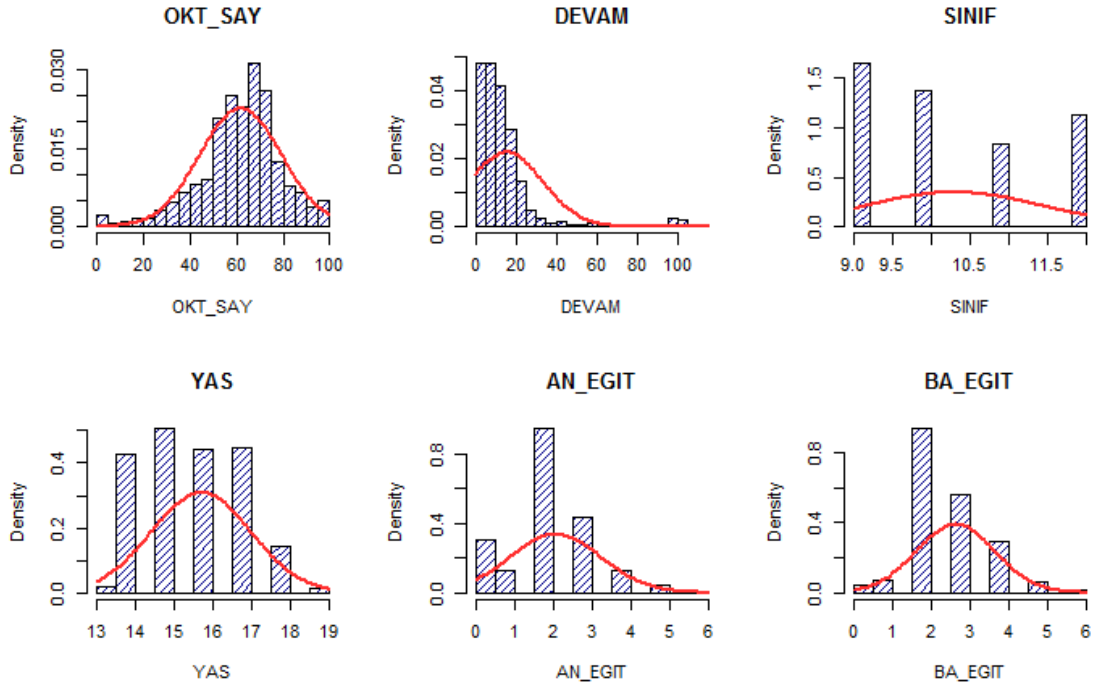 OKT_SAY
Density
0.000 0.015 0.030
0 20 40 60 80 100
OKT_SAY
DEVAM
Density
0.00 0.02 0.04
0 20 40 60 80 100
DEVAM
SINIF
Density
0.0 0.5 1.0 1.5
9.0 9.5 10.5 11.5
SINIF
YAS
Density
0.0 0.2 0.4
13 14 15 16 17 18 19
YAS
AN_EGIT
Density
0.0 0.4 0.8
0 1 2 3 4 5 6
AN_EGIT
BA_EGIT
Density
0.0 0.4 0.8
0 1 2 3 4 5 6
BA_EGIT